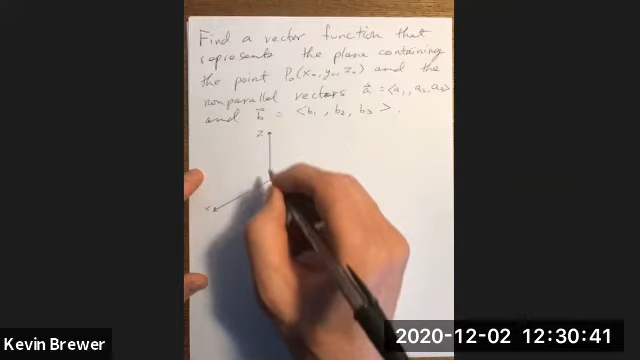 Find a vector function that
represents the plane containing
the point P₀(x₀, y₀, z₀) and the
nonparallel vectors a⃗ = <a₁, a₂, a₃>
and b⃗ = <b₁, b₂, b₃>.
z
x
Kevin Brewer
2020-12-02 12:30:41